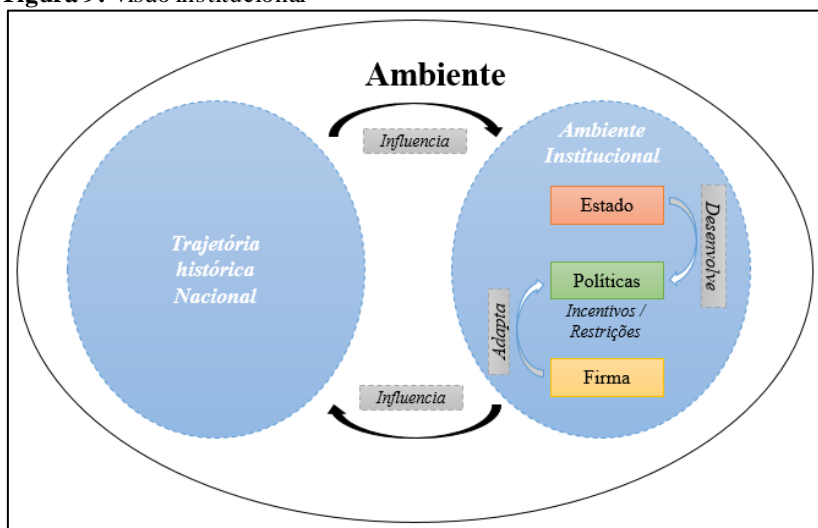 Figura 9: Visão institucional
Ambiente
Influencia
Ambiente
Institucional
Estado
Desenvolve
Trajetória
histórica
Nacional
Políticas
Incentivos /
Restrições
Adapta
Firma
Influencia